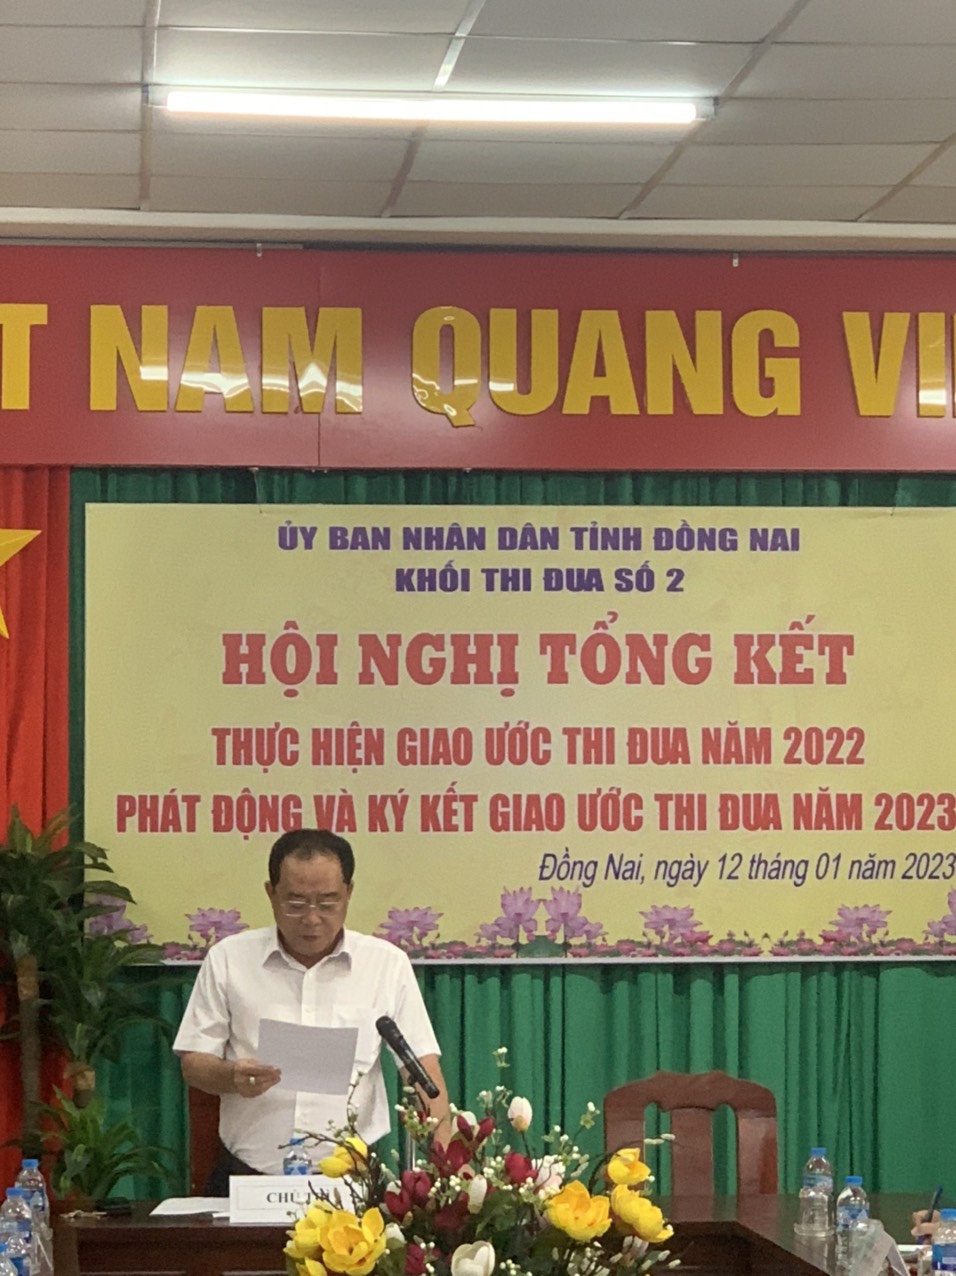 T NAM QUANG VI
ỦY BAN NHÂN DÂN TỈNH ĐỒNG NAI
KHỐI THI ĐUA SỐ 2
HỘI NGHỊ TỔNG KẾT
THỰC HIỆN GIAO ƯỚC THI ĐUA NĂM 2022
PHÁT ĐỘNG VÀ KÝ KẾT GIAO ƯỚC THI ĐUA NĂM 2023
Đồng Nai, ngày 12 tháng 01 năm 2023
CHỦ